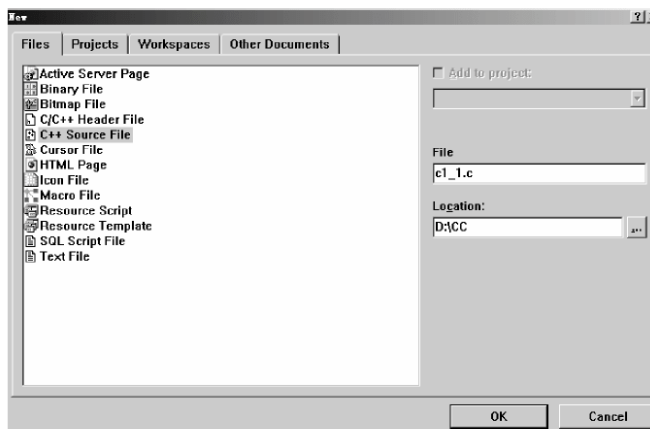 New
Files Projects Workspaces Other Documents
Active Server Page
Binary File
Bitmap File
C/C++ Header File
C++ Source File
Cursor File
HTML Page
Icon File
Macro File
Resource Script
Resource Template
SQL Script File
Text File
Add to project:
File
c1_1.c
Location:
D:\CC
...
OK Cancel